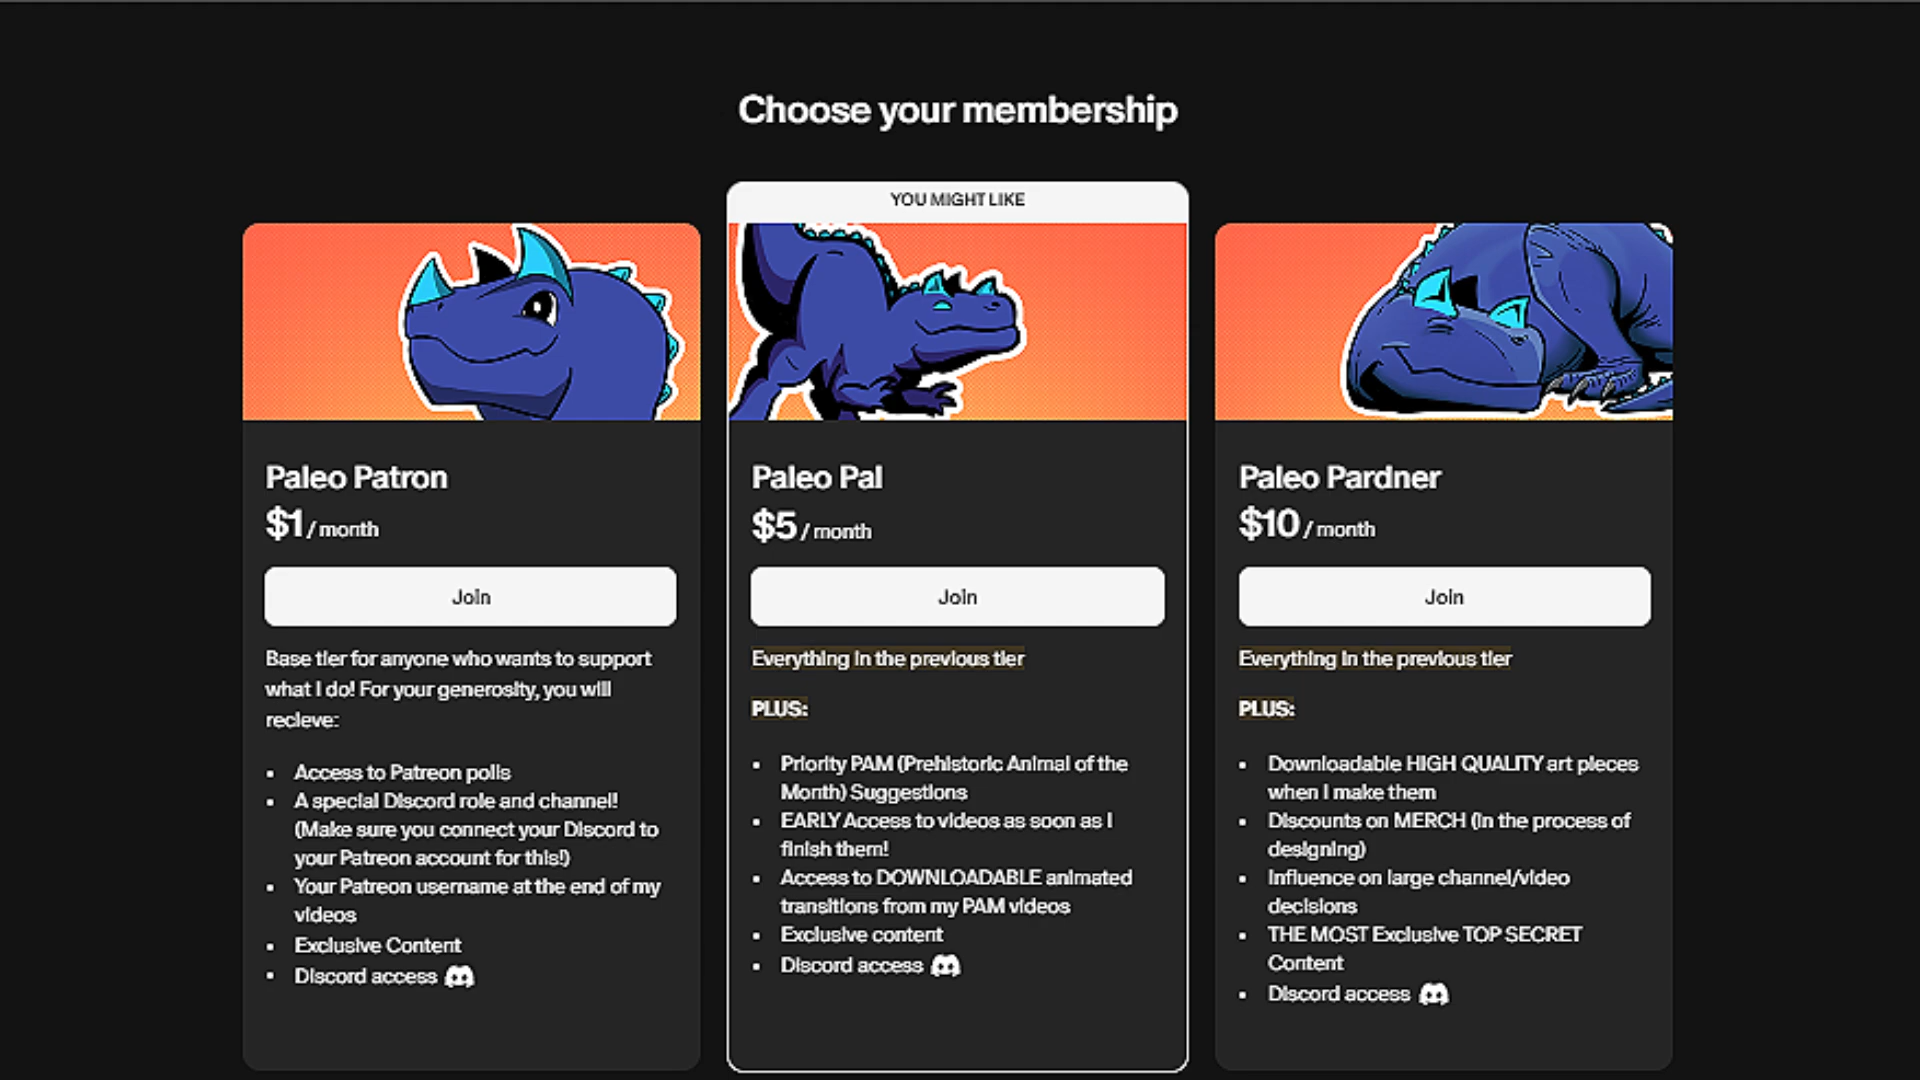 Choose your membership
YOU MIGHT LIKE
Paleo Patron
$1 / month
Join
Base tier for anyone who wants to support
what I do! For your generosity, you will
recieve:
• Access to Patreon polls
• A special Discord role and channel!
(Make sure you connect your Discord to
your Patreon account for this!)
• Your Patreon username at the end of my
videos
• Exclusive Content
• Discord access
Paleo Pal
$5 / month
Join
Everything in the previous tier
PLUS:
• Priority PAM (Prehistoric Animal of the
Month) Suggestions
• EARLY Access to videos as soon as I
finish them!
• Access to DOWNLOADABLE animated
transitions from my PAM videos
• Exclusive content
• Discord access
Paleo Pardner
$10 / month
Join
Everything in the previous tier
PLUS:
• Downloadable HIGH QUALITY art pieces
when I make them
• Discounts on MERCH (in the process of
designing)
• Influence on large channel/video
decisions
• THE MOST Exclusive TOP SECRET
Content
• Discord access